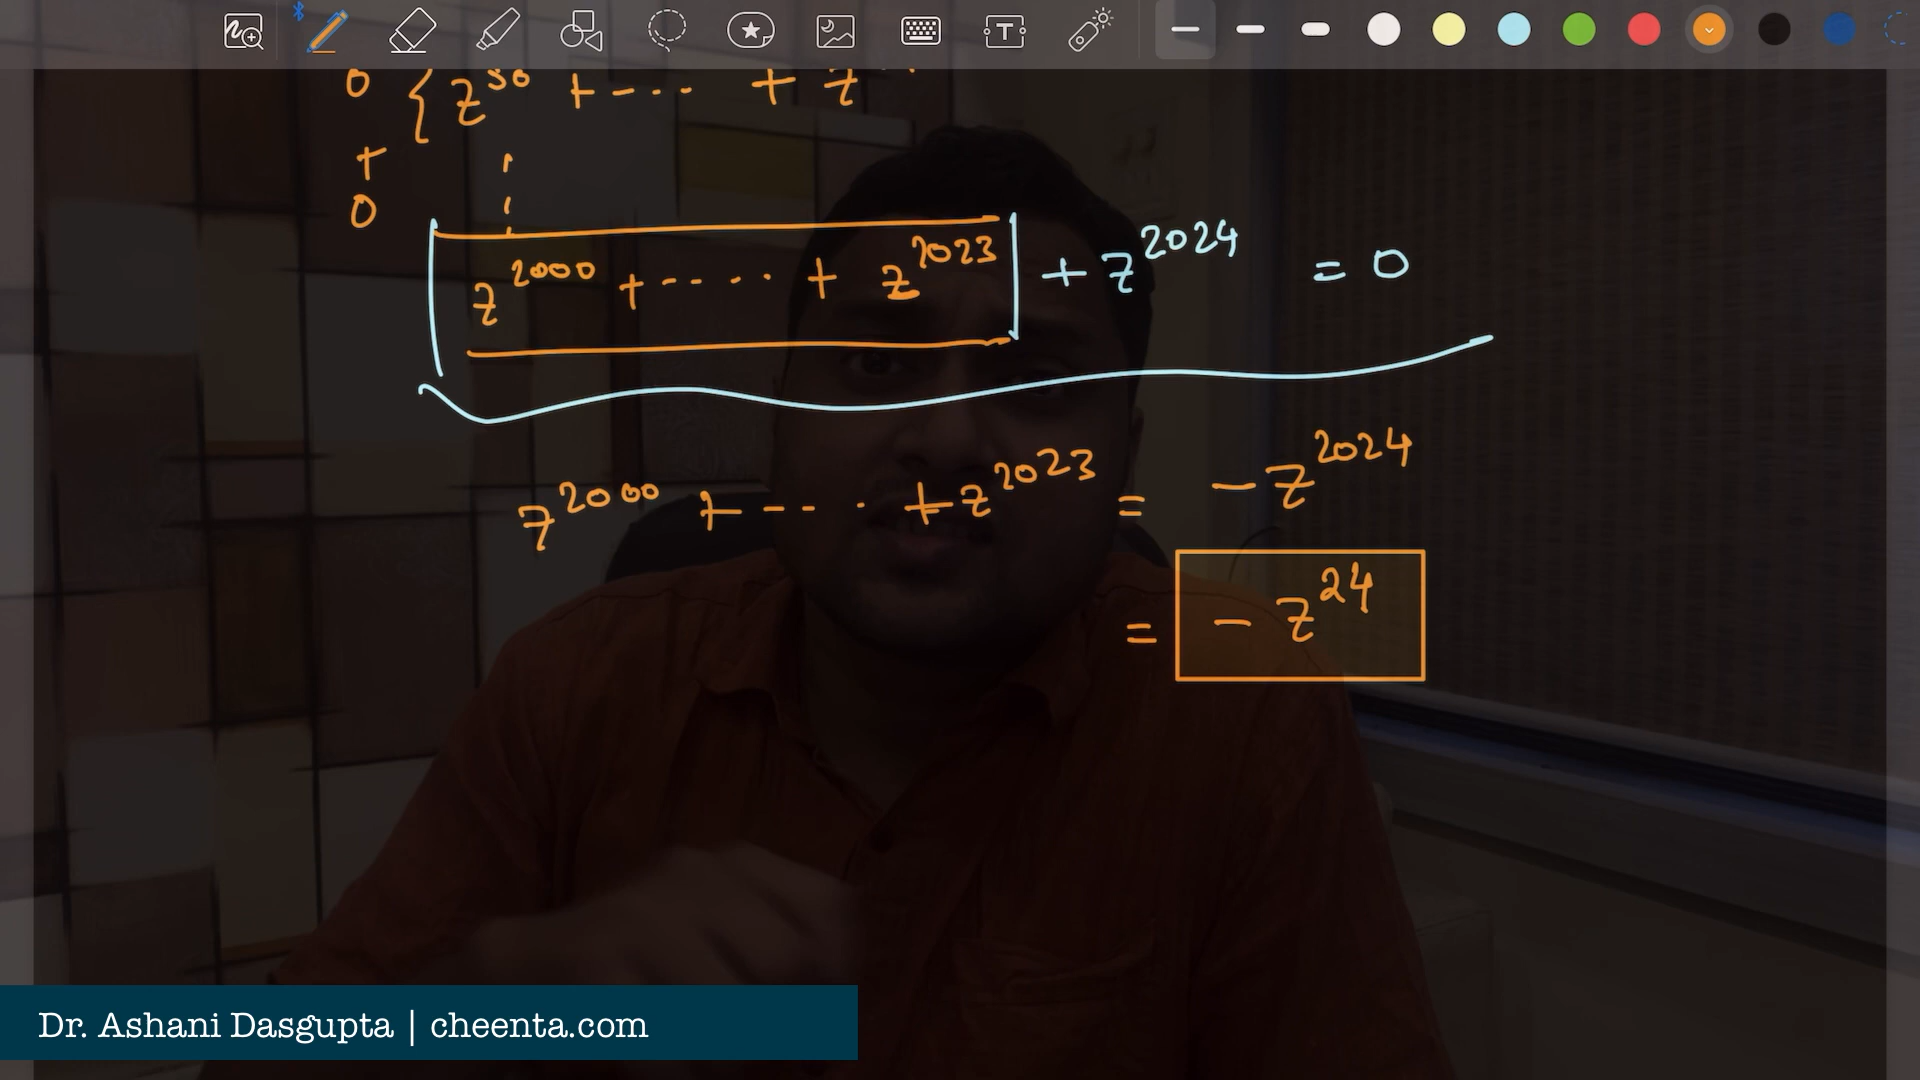 0 { z^50 + --- + z
+
0
z^2000 + ---- + z^2023 + z^2024 = 0
z^2000 + --- + z^2023 = - z^2024
= - z^24
Dr. Ashani Dasgupta | cheenta.com